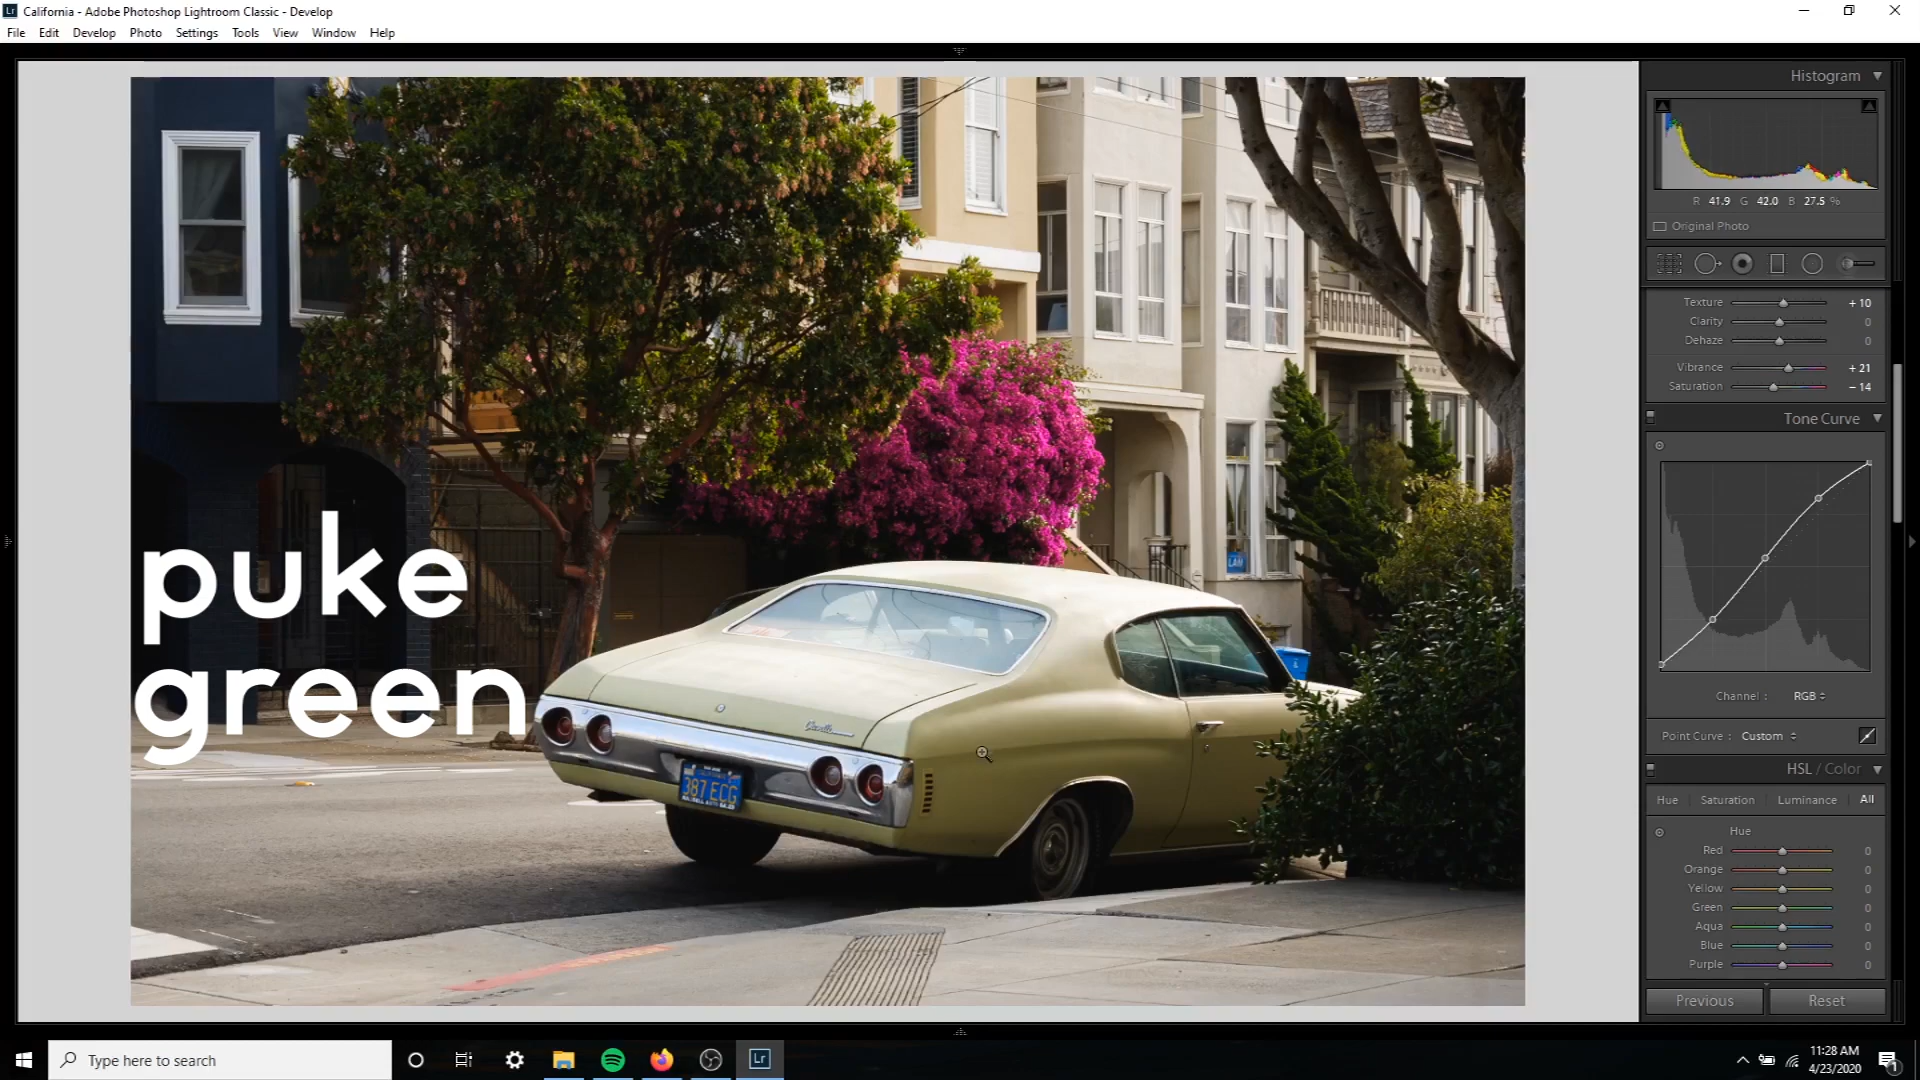 Lr California - Adobe Photoshop Lightroom Classic - Develop
File Edit Develop Photo Settings Tools View Window Help
Histogram
R 41.9 G 42.0 B 27.5 %
Original Photo
Texture + 10
Clarity 0
Dehaze 0
Vibrance + 21
Saturation – 14
Tone Curve
Channel : RGB
Point Curve : Custom
HSL / Color
Hue Saturation Luminance All
Hue
Red 0
Orange 0
Yellow 0
Green 0
Aqua 0
Blue 0
Purple 0
Previous Reset
puke
green
LAH
387 ECG
Type here to search
Lr
11:28 AM
4/23/2020
1